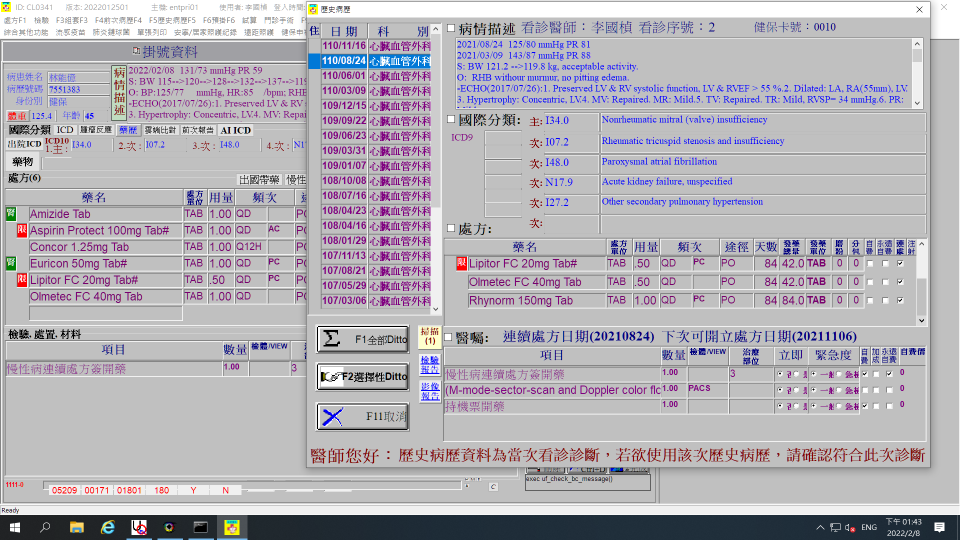 ID: CL0341 版本: 2022012501 主機: entpri01 使用者: 李國楨
處方F1 檢驗 F3組套F3 F4前次病歷F4 F5歷史病歷F5 F6預後F6 試算 門診手術
綜合其他功能 流感疫苗 肺炎鏈球菌 單張列印 安寧/居家照護紀錄 遠距照護
掛號資料
病患姓名 林能億
病歷號碼 7551383
身份別 健保
體重 125.4 年齡 45
病情描述
2022/02/08 131/73 mmHg PR 59
S: BW 115-->120-->128-->132-->137-->119
O: BP:125/77 mmHg, HR:85 /bpm; RHB
-ECHO(2017/07/26):1. Preserved LV & RV s
3. Hypertrophy: Concentric, LV.4. MV: Rep
國際分類 ICD 腫瘤反應 藥歷 雲端比對 前次報告 AI ICD
出院ICD ICD10 1.主: I34.0 2.次: I07.2 3.次: I48.0 4.次: N1
藥物
處方(6) 出國帶藥 慢性
藥名 處方單位 用量 頻次
腎 Amizide Tab TAB 1.00 QD PO
限 Aspirin Protect 100mg Tab# TAB 1.00 QD AC PO
Concor 1.25mg Tab TAB 1.00 Q12H PO
腎 Euricon 50mg Tab# TAB 1.00 QD PC PO
限 Lipitor FC 20mg Tab# TAB .50 QD PC PO
Olmetec FC 40mg Tab TAB 1.00 QD PO
檢驗, 處置, 材料
項目 數量 檢體/VIEW
慢性病連續處方簽開藥 1.00 3
1111-0 05209 00171 01801 180 Y N
C
exec uf_check_bc_message()
Ready
歷史病歷
住 日期 科別
110/11/16 心臟血管外科
110/08/24 心臟血管外科
110/06/01 心臟血管外科
110/03/09 心臟血管外科
109/12/15 心臟血管外科
109/09/22 心臟血管外科
109/06/23 心臟血管外科
109/03/31 心臟血管外科
109/01/07 心臟血管外科
108/10/08 心臟血管外科
108/07/16 心臟血管外科
108/04/23 心臟血管外科
108/04/16 心臟血管外科
108/01/29 心臟血管外科
107/11/13 心臟血管外科
107/08/21 心臟血管外科
107/05/29 心臟血管外科
107/03/06 心臟血管外科
Σ F1全部Ditto
F2選擇性Ditto
F11取消
掃描(1)
檢驗報告
影像報告
病情描述 看診醫師：李國楨 看診序號：2 健保卡號：0010
2021/08/24 125/80 mmHg PR 81
2021/03/09 143/87 mmHg PR 88
S: BW 121.2 -->119.8 kg, acceptable activity.
O: RHB withour murmur, no pitting edema.
-ECHO(2017/07/26):1. Preserved LV & RV systolic function, LV & RVEF > 55 %.2. Dilated: LA, RA(55mm), LV.
3. Hypertrophy: Concentric, LV.4. MV: Repaired. MR: Mild.5. TV: Repaired. TR: Mild, RVSP= 34 mmHg.6. PR:
國際分類: 主: I34.0 Nonrheumatic mitral (valve) insufficiency
ICD9 次: I07.2 Rheumatic tricuspid stenosis and insufficiency
次: I48.0 Paroxysmal atrial fibrillation
次: N17.9 Acute kidney failure, unspecified
次: I27.2 Other secondary pulmonary hypertension
次:
處方:
藥名 處方單位 用量 頻次 途徑 天數 發藥總量 發藥單位 磨粉 分包 自費 永遠自費 連處 注射
限 Lipitor FC 20mg Tab# TAB .50 QD PC PO 84 42.0 TAB 0 0
Olmetec FC 40mg Tab TAB .50 QD PO 84 42.0 TAB 0 0
Rhynorm 150mg Tab TAB 1.00 QD PC PO 84 84.0 TAB 0 0
醫囑: 連續處方日期(20210824) 下次可開立處方日期(20211106)
項目 數量 檢體/VIEW 治療部位 立即 緊急度 自費 加成 永遠自費 自費價
慢性病連續處方簽開藥 1.00 3 0
(M-mode-sector-scan and Doppler color flo 1.00 PACS 0
持機票開藥 1.00 0
醫師您好：歷史病歷資料為當次看診診斷，若欲使用該次歷史病歷，請確認符合此次診斷
ENG 下午 01:43
2022/2/8